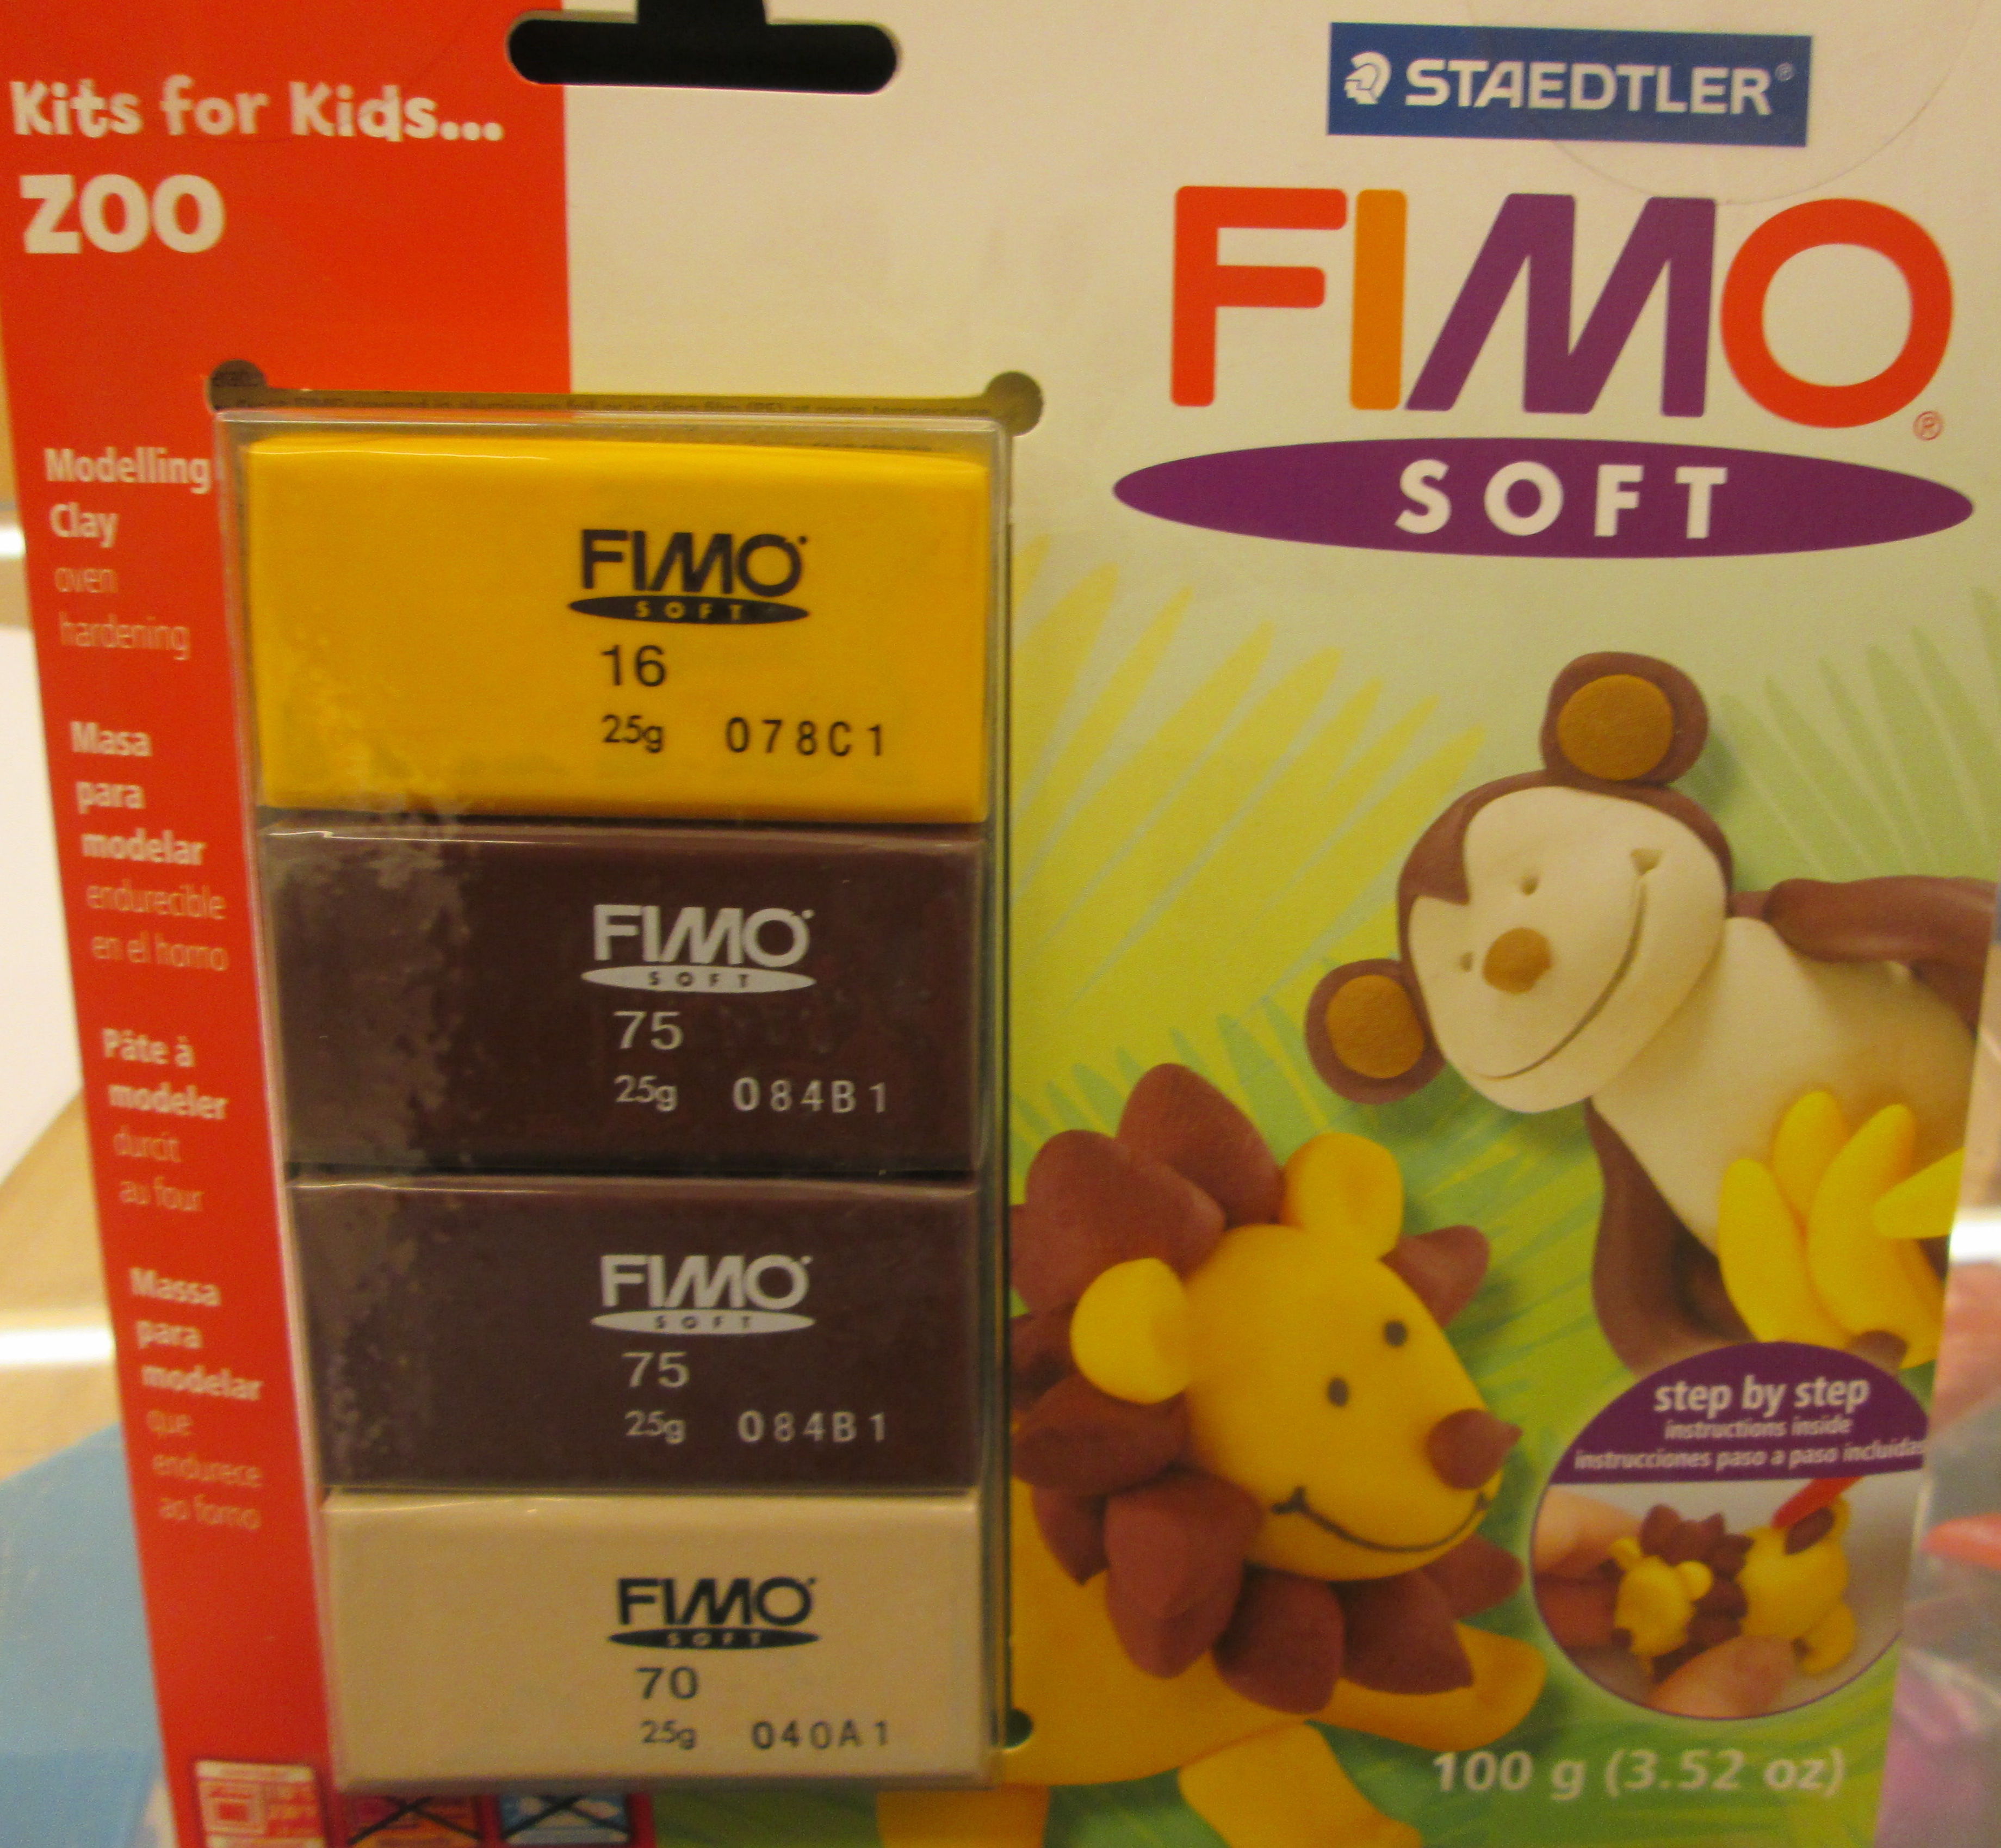 Kits for Kids...
ZOO
STAEDTLER®
FIMO®
SOFT
Modelling
Clay
oven
hardening
Masa
para
modelar
endurecible
en el horno
Pâte à
modeler
durcit
au four
Massa
para
modelar
que
endurece
ao forno
FIMO
SOFT
16
25g 078C1
FIMO
SOFT
75
25g 084B1
FIMO
SOFT
75
25g 084B1
FIMO
SOFT
70
25g 040A1
step by step
instructions inside
instrucciones paso a paso incluidas
100 g (3.52 oz)